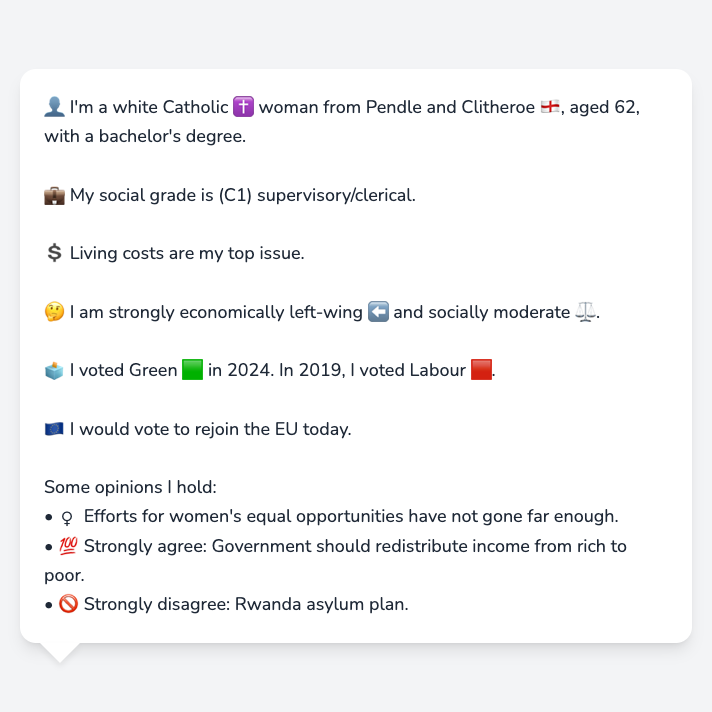 👤 I'm a white Catholic ✝️ woman from Pendle and Clitheroe 🏴󠁧󠁢󠁥󠁮󠁧󠁿, aged 62,
with a bachelor's degree.
💼 My social grade is (C1) supervisory/clerical.
💲 Living costs are my top issue.
🤔 I am strongly economically left-wing ⬅️ and socially moderate ⚖️.
🗳️ I voted Green 🟩 in 2024. In 2019, I voted Labour 🟥.
🇪🇺 I would vote to rejoin the EU today.
Some opinions I hold:
• ♀️ Efforts for women's equal opportunities have not gone far enough.
• 💯 Strongly agree: Government should redistribute income from rich to
poor.
• 🚫 Strongly disagree: Rwanda asylum plan.